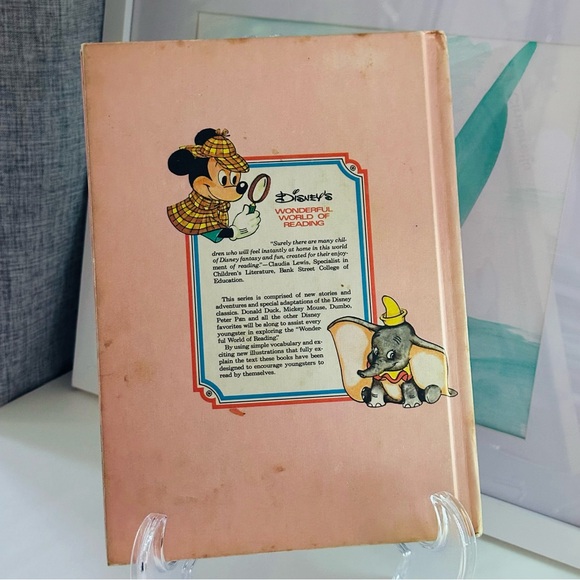 Disney's
WONDERFUL
WORLD OF
READING
"Surely there are many chil-
dren who will feel instantly at home in this world
of Disney fantasy and fun, created for their enjoy-
ment of reading."—Claudia Lewis, Specialist in
Children's Literature, Bank Street College of
Education.
This series is comprised of new stories and
adventures and special adaptations of the Disney
classics. Donald Duck, Mickey Mouse, Dumbo,
Peter Pan and all the other Disney
favorites will be along to assist every
youngster in exploring the "Wonder-
ful World of Reading."
By using simple vocabulary and ex-
citing new illustrations that fully ex-
plain the text these books have been
designed to encourage youngsters to
read by themselves.